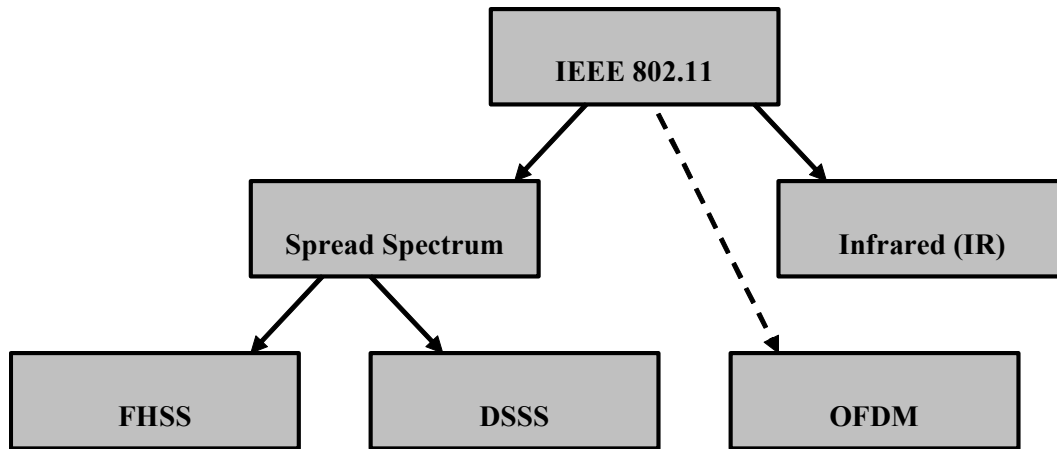 IEEE 802.11
Spread Spectrum
Infrared (IR)
FHSS
DSSS
OFDM